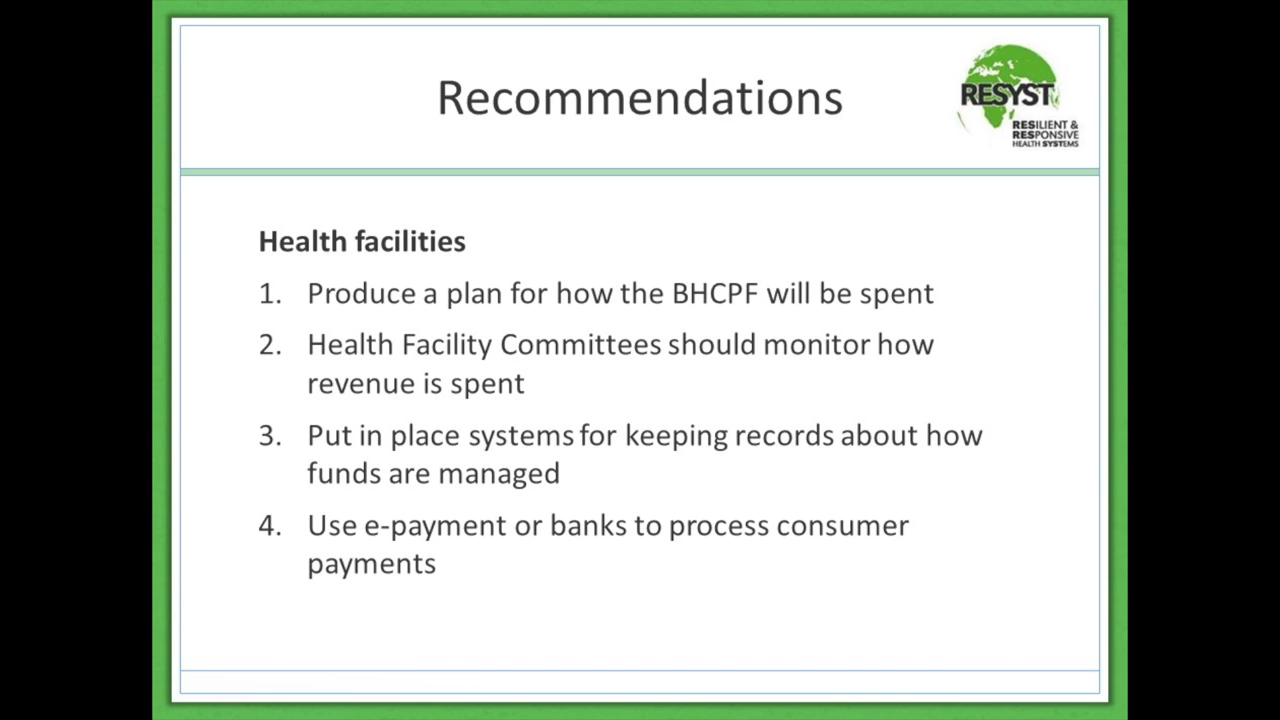 Recommendations
RESYST
RESILIENT &
RESPONSIVE
HEALTH SYSTEMS
Health facilities
1. Produce a plan for how the BHCPF will be spent
2. Health Facility Committees should monitor how
revenue is spent
3. Put in place systems for keeping records about how
funds are managed
4. Use e-payment or banks to process consumer
payments